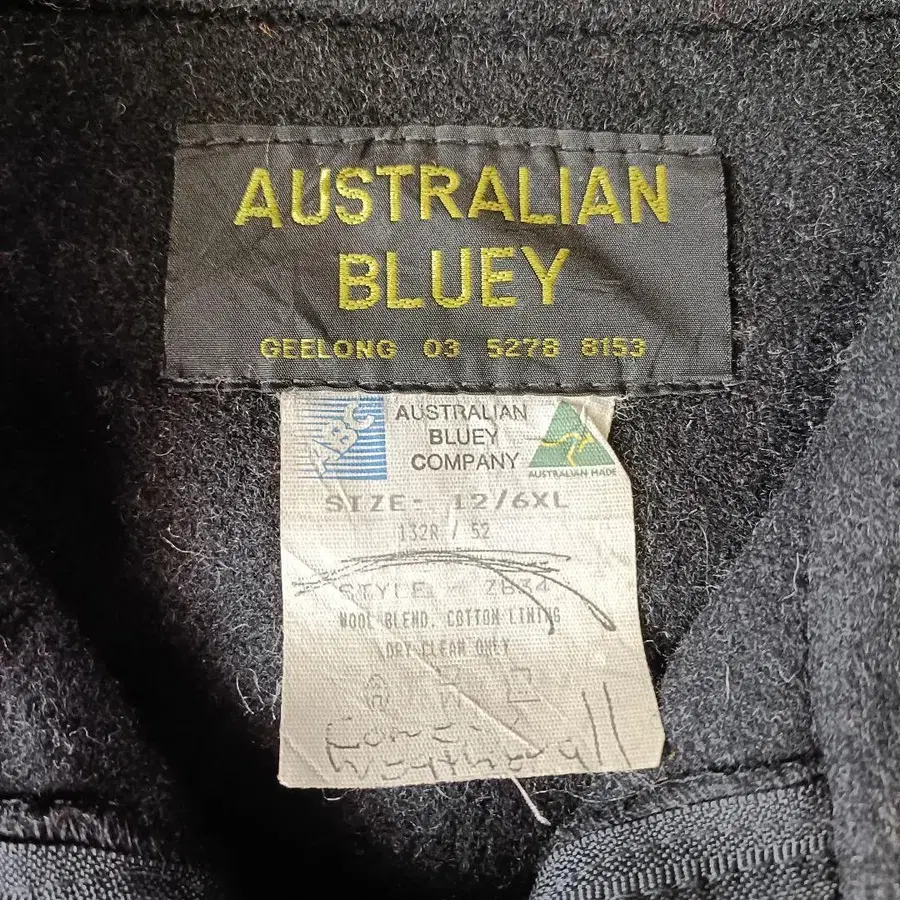 AUSTRALIAN
BLUEY
GEELONG 03 5278 8153
ABC
AUSTRALIAN
BLUEY
COMPANY
AUSTRALIAN MADE
SIZE- 12/6XL
132R / 52
STYLE - ZB34
WOOL BLEND. COTTON LINING
DRY CLEAN ONLY